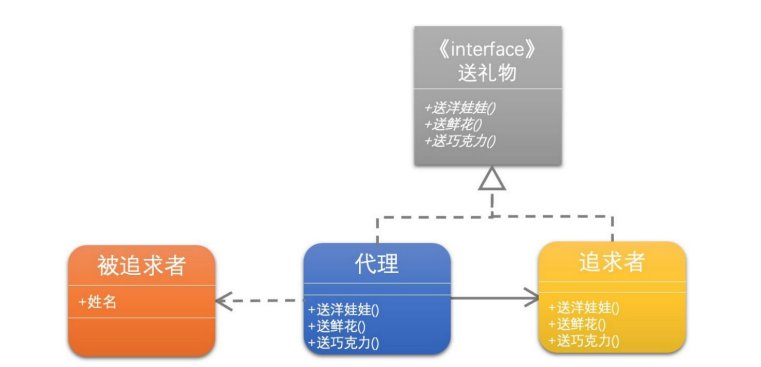 《interface》
送礼物
+送洋娃娃()
+送鲜花()
+送巧克力()
被追求者
+姓名
代理
+送洋娃娃()
+送鲜花()
+送巧克力()
追求者
+送洋娃娃()
+送鲜花()
+送巧克力()